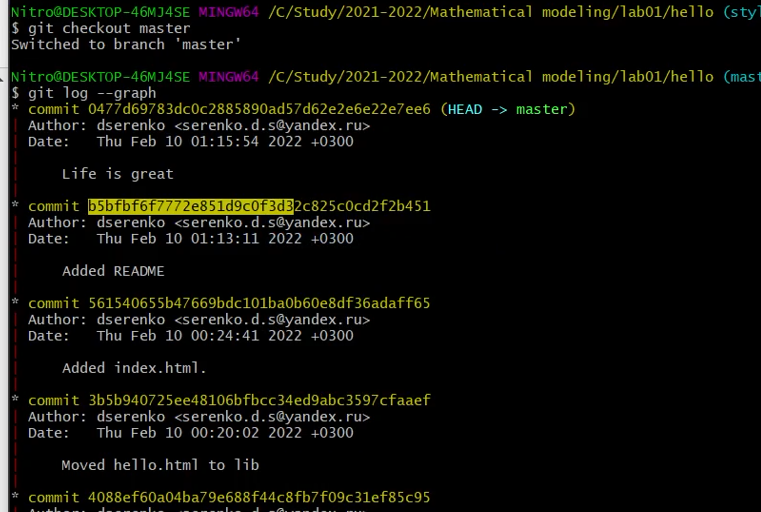 Nitro@DESKTOP-46MJ4SE MINGW64 /C/Study/2021-2022/Mathematical modeling/lab01/hello (styl
$ git checkout master
Switched to branch 'master'
Nitro@DESKTOP-46MJ4SE MINGW64 /C/Study/2021-2022/Mathematical modeling/lab01/hello (mast
$ git log --graph
* commit 0477d69783dc0c2885890ad57d62e2e6e22e7ee6 (HEAD -> master)
| Author: dserenko <serenko.d.s@yandex.ru>
| Date:   Thu Feb 10 01:15:54 2022 +0300
|
|     Life is great
|
* commit b5bfbf6f7772e851d9c0f3d32c825c0cd2f2b451
| Author: dserenko <serenko.d.s@yandex.ru>
| Date:   Thu Feb 10 01:13:11 2022 +0300
|
|     Added README
|
* commit 561540655b47669bdc101ba0b60e8df36adaff65
| Author: dserenko <serenko.d.s@yandex.ru>
| Date:   Thu Feb 10 00:24:41 2022 +0300
|
|     Added index.html.
|
* commit 3b5b940725ee48106bfbcc34ed9abc3597cfaaef
| Author: dserenko <serenko.d.s@yandex.ru>
| Date:   Thu Feb 10 00:20:02 2022 +0300
|
|     Moved hello.html to lib
|
* commit 4088ef60a04ba79e688f44c8fb7f09c31ef85c95
| Author: dserenko <serenko.d.s@yandex.ru>